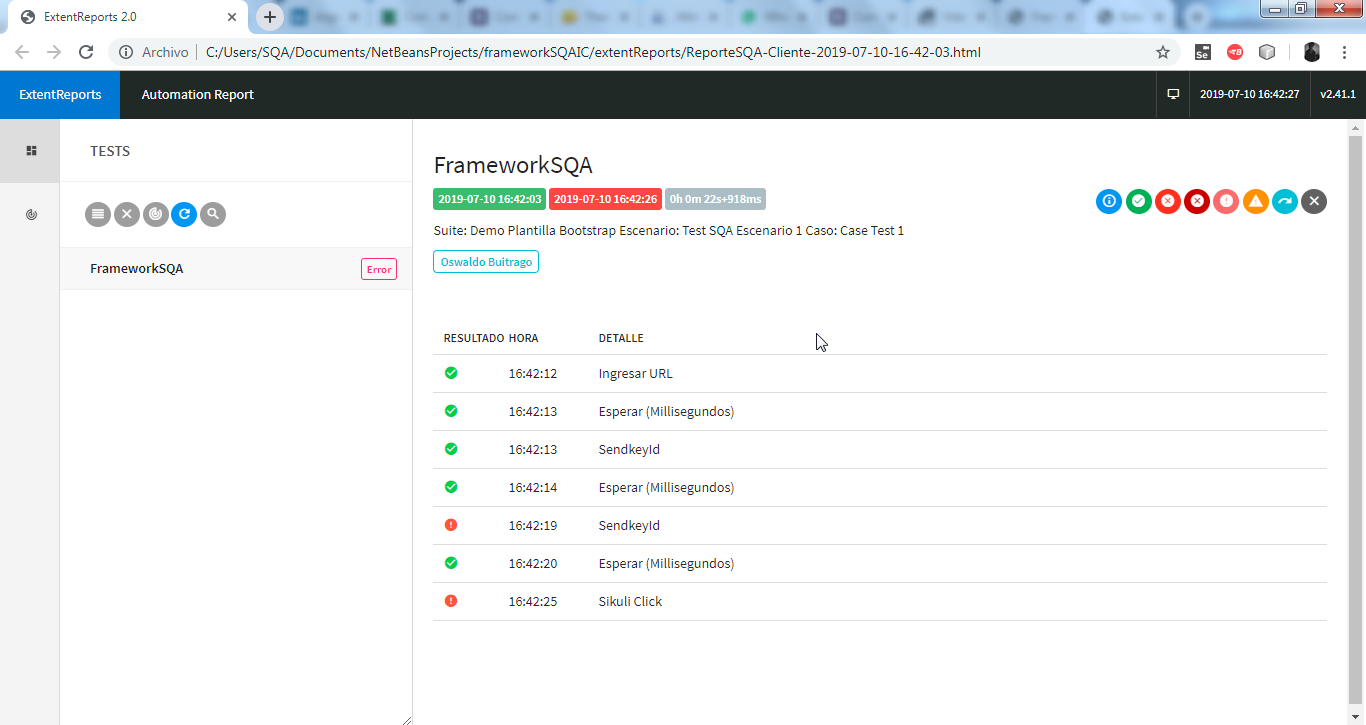 ExtentReports 2.0
Archivo
C:/Users/SQA/Documents/NetBeansProjects/frameworkSQAIC/extentReports/ReporteSQA-Cliente-2019-07-10-16-42-03.html
Se
ExtentReports
Automation Report
2019-07-10 16:42:27
v2.41.1
TESTS
FrameworkSQA
Error
FrameworkSQA
2019-07-10 16:42:03 2019-07-10 16:42:26 0h 0m 22s+918ms
Suite: Demo Plantilla Bootstrap Escenario: Test SQA Escenario 1 Caso: Case Test 1
Oswaldo Buitrago
RESULTADO HORA DETALLE
16:42:12 Ingresar URL
16:42:13 Esperar (Millisegundos)
16:42:13 SendkeyId
16:42:14 Esperar (Millisegundos)
16:42:19 SendkeyId
16:42:20 Esperar (Millisegundos)
16:42:25 Sikuli Click